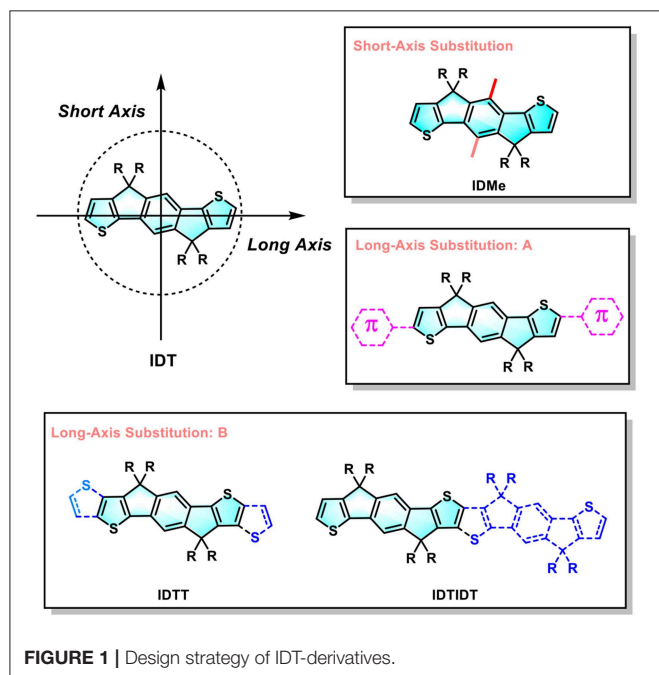 Short-Axis Substitution
R R
S
S
R R
IDMe
Short Axis
R R
S
S
R R
Long Axis
IDT
Long-Axis Substitution: A
R R
π
S
S
π
R R
Long-Axis Substitution: B
S
R R
S
S
S
R R
IDTT
R R
S
R R
S
S
R R
S
R R
IDTIDT
FIGURE 1 | Design strategy of IDT-derivatives.